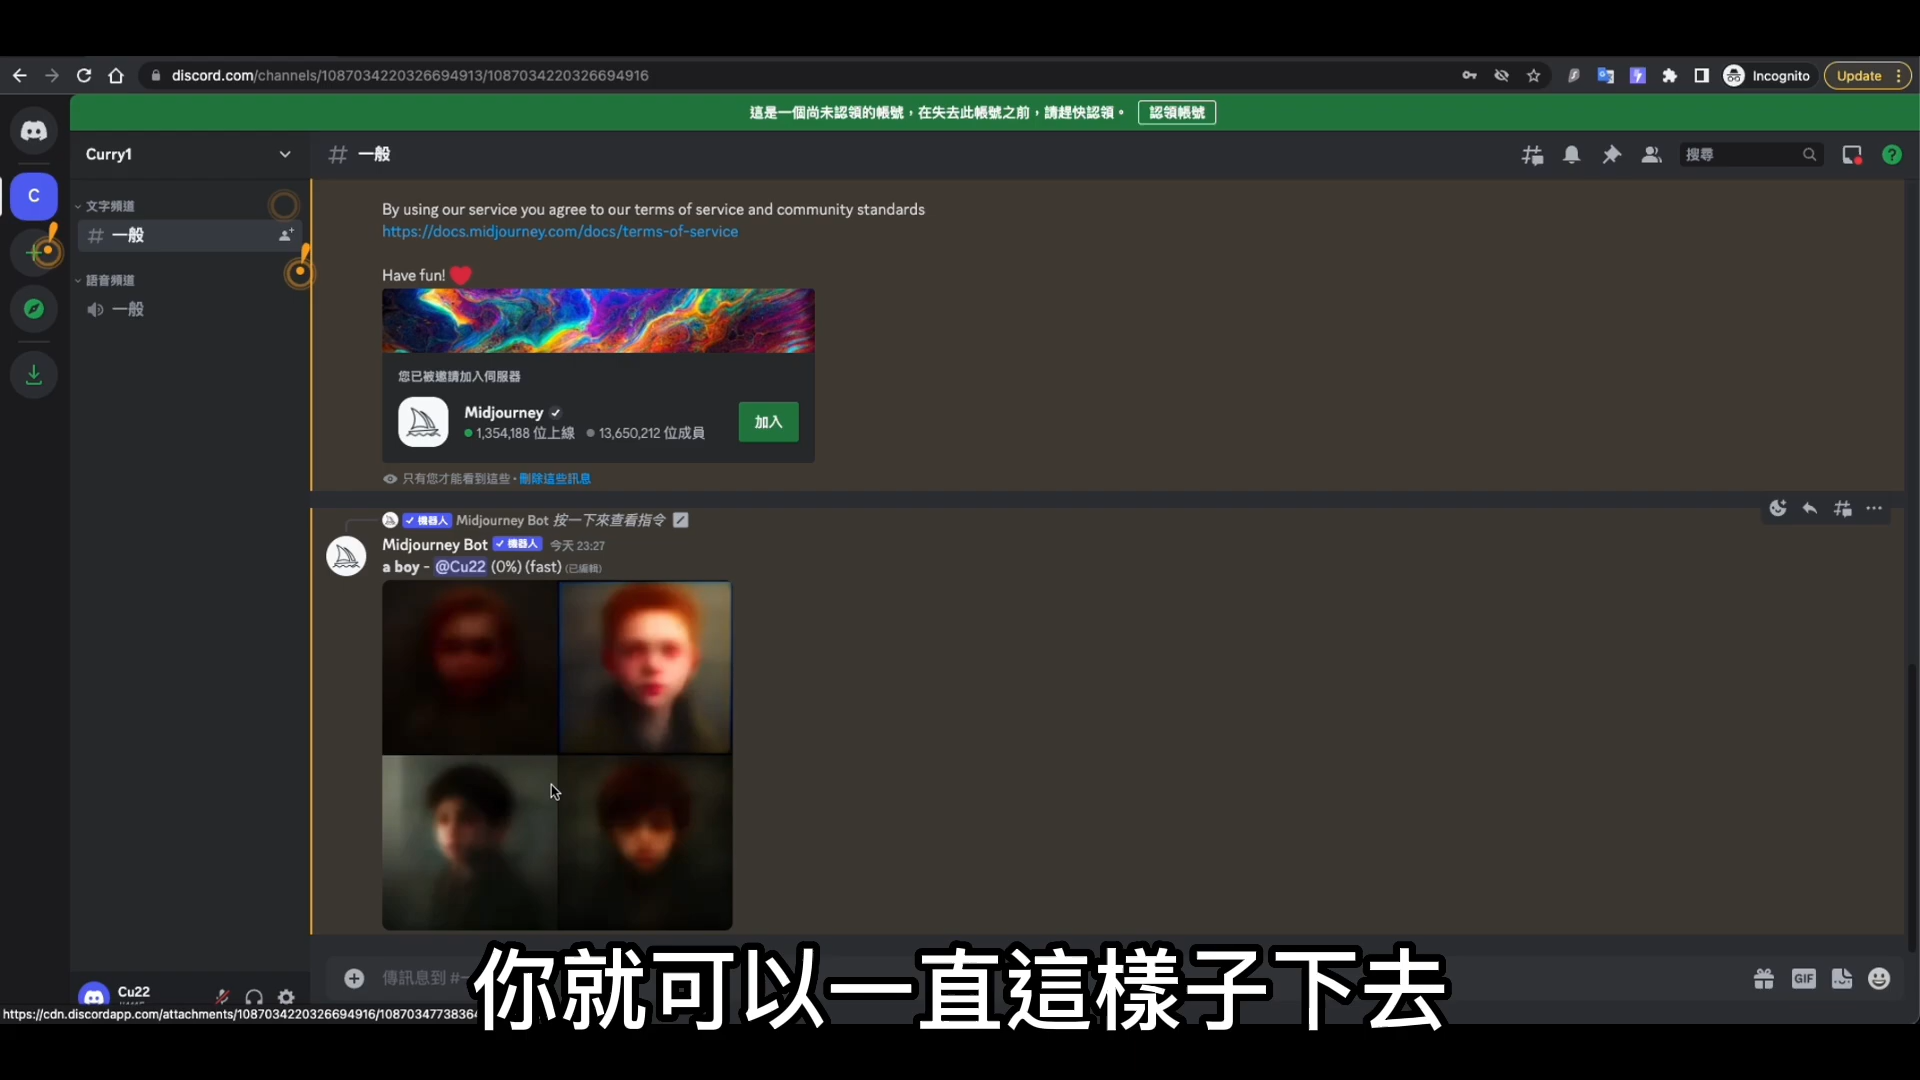 discord.com/channels/1087034220326694913/1087034220326694916
Incognito
Update
這是一個尚未認領的帳號，在失去此帳號之前，請趕快認領。
認領帳號
Curry1
一般
搜尋
C
文字頻道
一般
語音頻道
一般
By using our service you agree to our terms of service and community standards
https://docs.midjourney.com/docs/terms-of-service
Have fun!
您已被邀請加入伺服器
Midjourney
1,354,188 位上線 13,650,212 位成員
加入
只有您才能看到這些 • 刪除這些訊息
機器人 Midjourney Bot 按一下來查看指令
Midjourney Bot 機器人 今天 23:27
a boy - @Cu22 (0%) (fast) (已編輯)
傳訊息到 #
GIF
Cu22
https://cdn.discordapp.com/attachments/1087034220326694916/10870347738364
你就可以一直這樣子下去